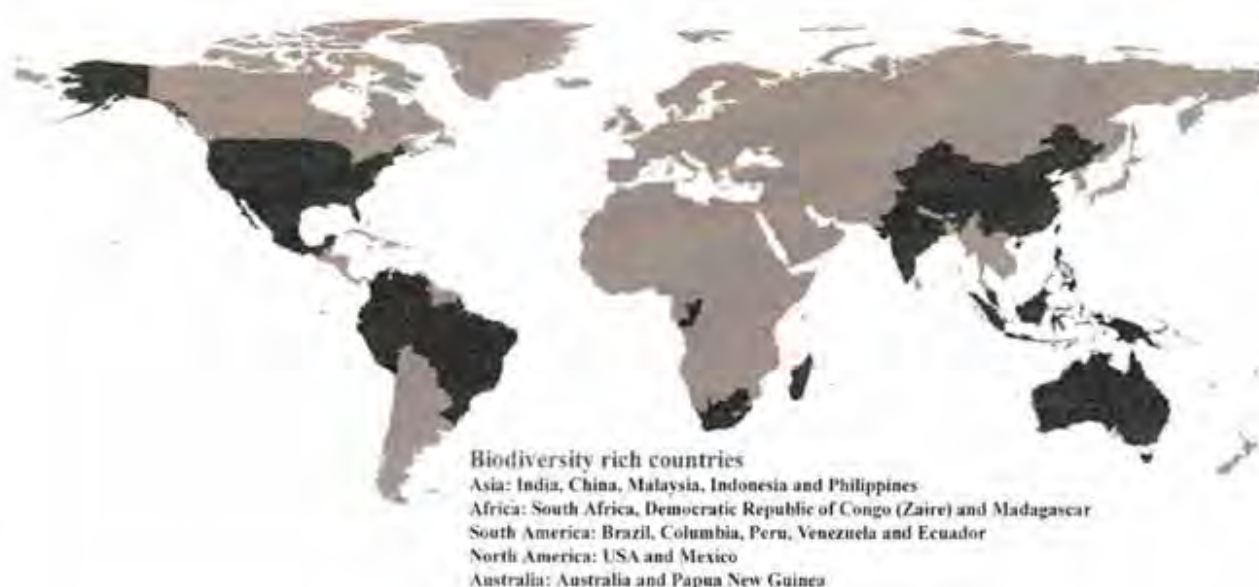 Biodiversity rich countries
Asia: India, China, Malaysia, Indonesia and Philippines
Africa: South Africa, Democratic Republic of Congo (Zaire) and Madagascar
South America: Brazil, Columbia, Peru, Venezuela and Ecuador
North America: USA and Mexico
Australia: Australia and Papua New Guinea